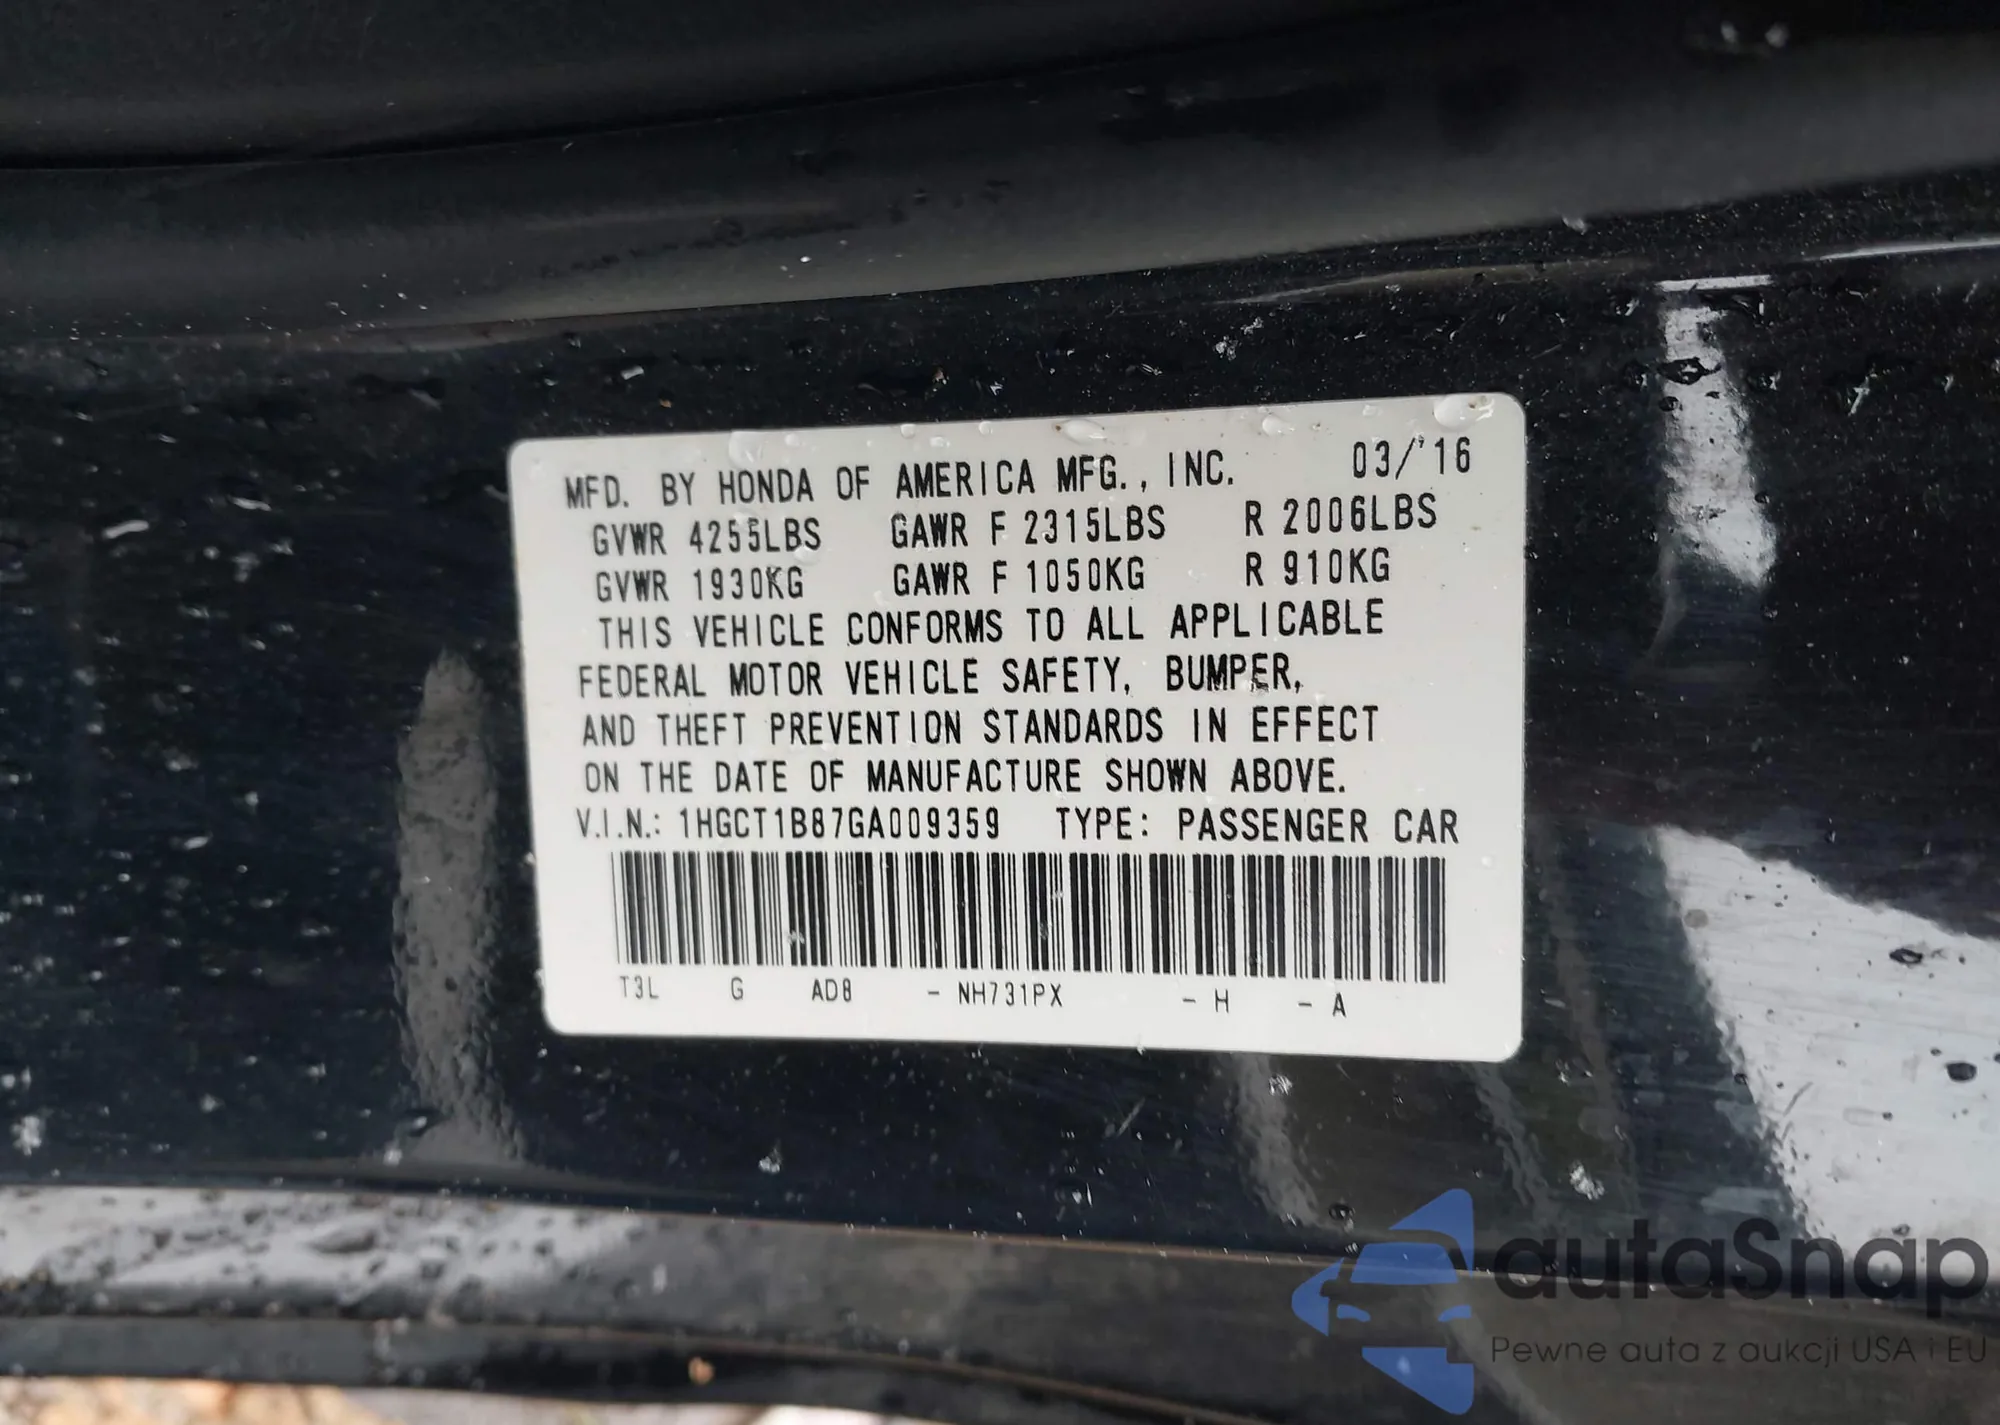 MFD. BY HONDA OF AMERICA MFG., INC. 03/'16
GVWR 4255LBS GAWR F 2315LBS R 2006LBS
GVWR 1930KG GAWR F 1050KG R 910KG
THIS VEHICLE CONFORMS TO ALL APPLICABLE
FEDERAL MOTOR VEHICLE SAFETY, BUMPER,
AND THEFT PREVENTION STANDARDS IN EFFECT
ON THE DATE OF MANUFACTURE SHOWN ABOVE.
V.I.N.: 1HGCT1B87GA009359 TYPE: PASSENGER CAR
T3L G AD8 - NH731PX - H - A
autaSnap
Pewne auta z aukcji USA i EU